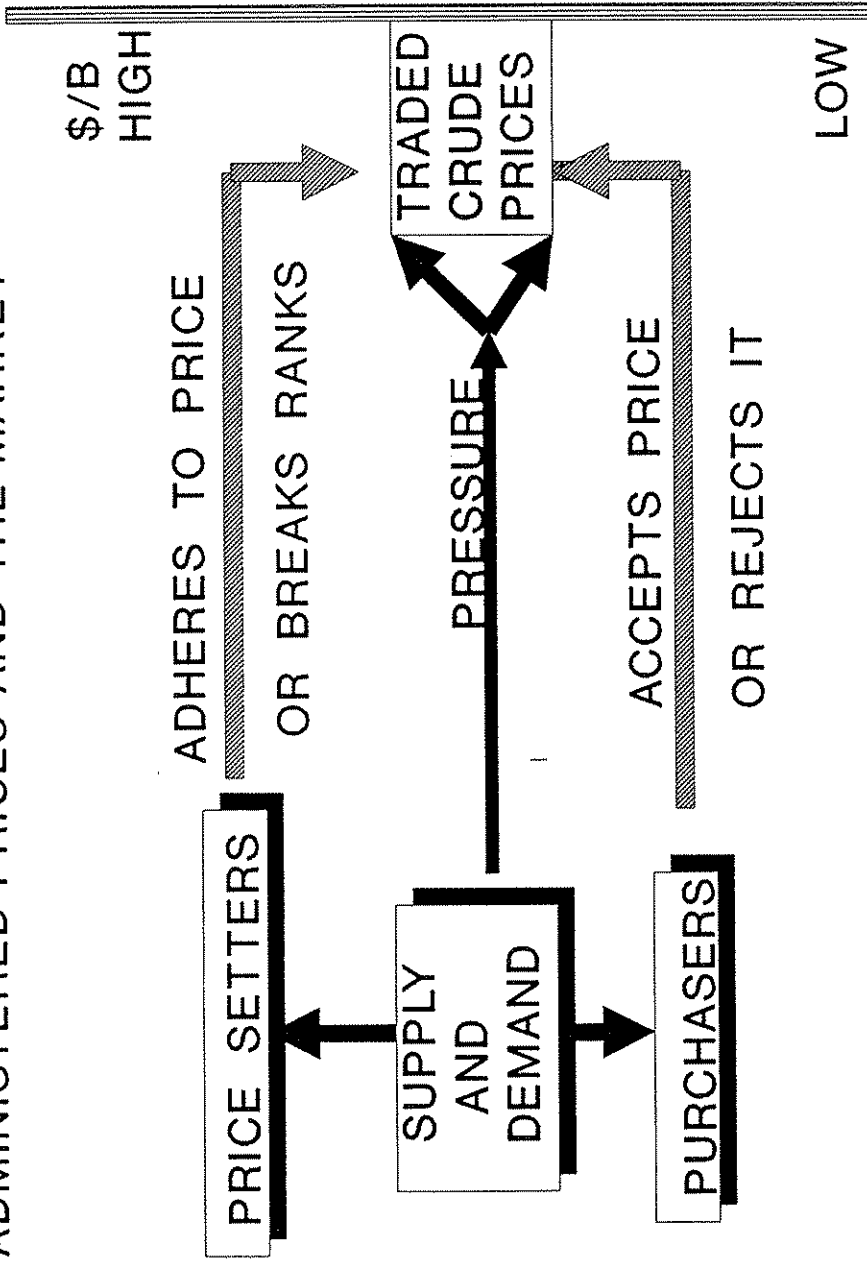 ADMINISTERED PRICES AND THE MARKET
$/B
HIGH
PRICE SETTERS
ADHERES TO PRICE
OR BREAKS RANKS
SUPPLY
AND
DEMAND
PRESSURE
TRADED
CRUDE
PRICES
PURCHASERS
ACCEPTS PRICE
OR REJECTS IT
LOW